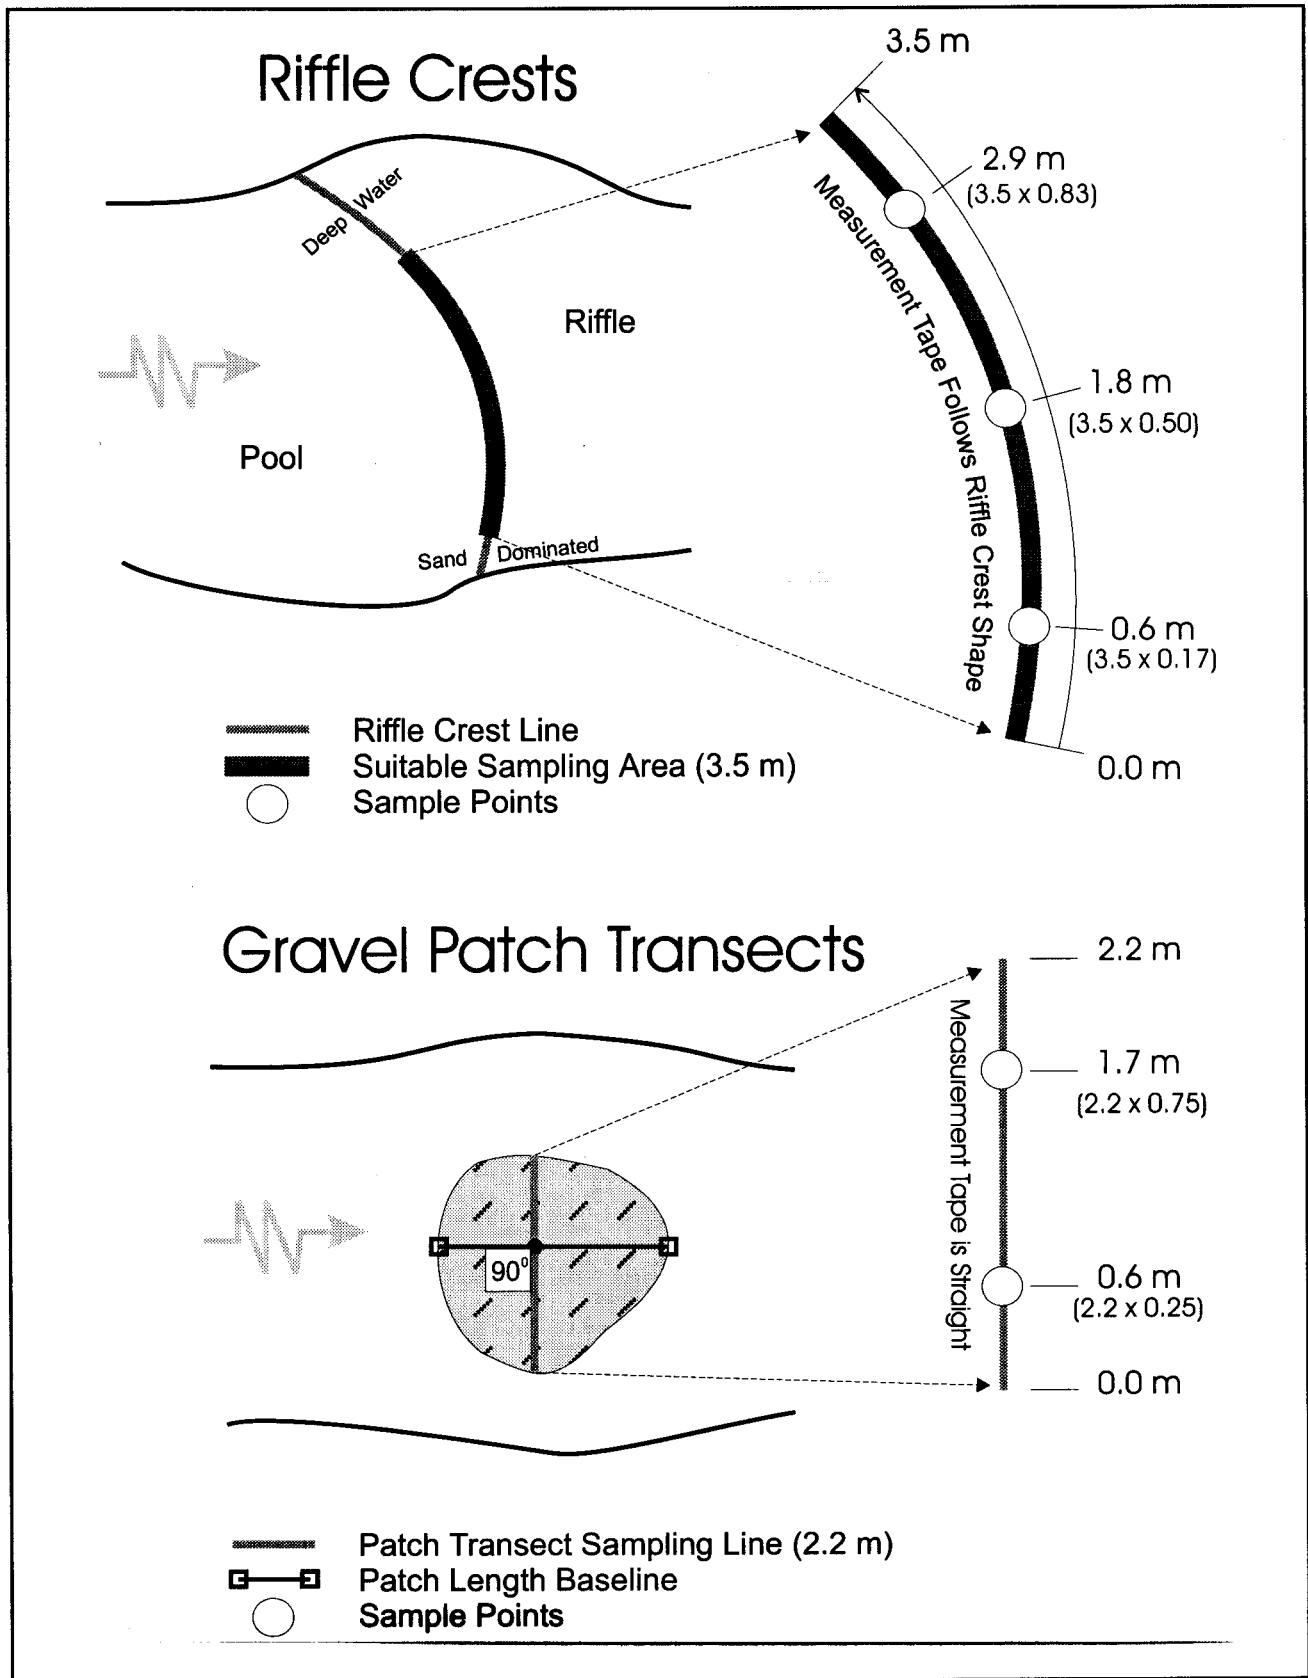 Riffle Crests
3.5 m
2.9 m
(3.5 x 0.83)
Deep Water
Measurement Tape Follows Riffle Crest Shape
Riffle
1.8 m
(3.5 x 0.50)
Pool
Sand Dominated
0.6 m
(3.5 x 0.17)
0.0 m
Riffle Crest Line
Suitable Sampling Area (3.5 m)
Sample Points
Gravel Patch Transects
2.2 m
Measurement Tape is Straight
1.7 m
(2.2 x 0.75)
90⁰
0.6 m
(2.2 x 0.25)
0.0 m
Patch Transect Sampling Line (2.2 m)
Patch Length Baseline
Sample Points